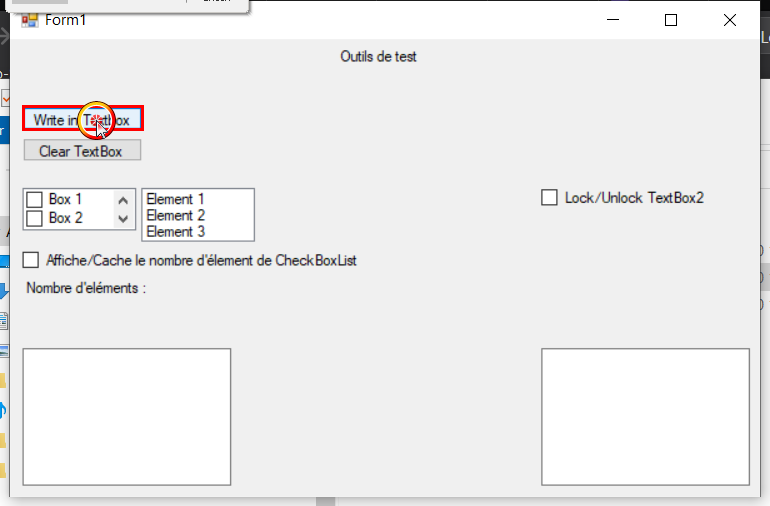 Form1
Outils de test
Write in Textbox
Clear TextBox
Box 1
Box 2
Element 1
Element 2
Element 3
Lock/Unlock TextBox2
Affiche/Cache le nombre d'élement de CheckBoxList
Nombre d'eléments :